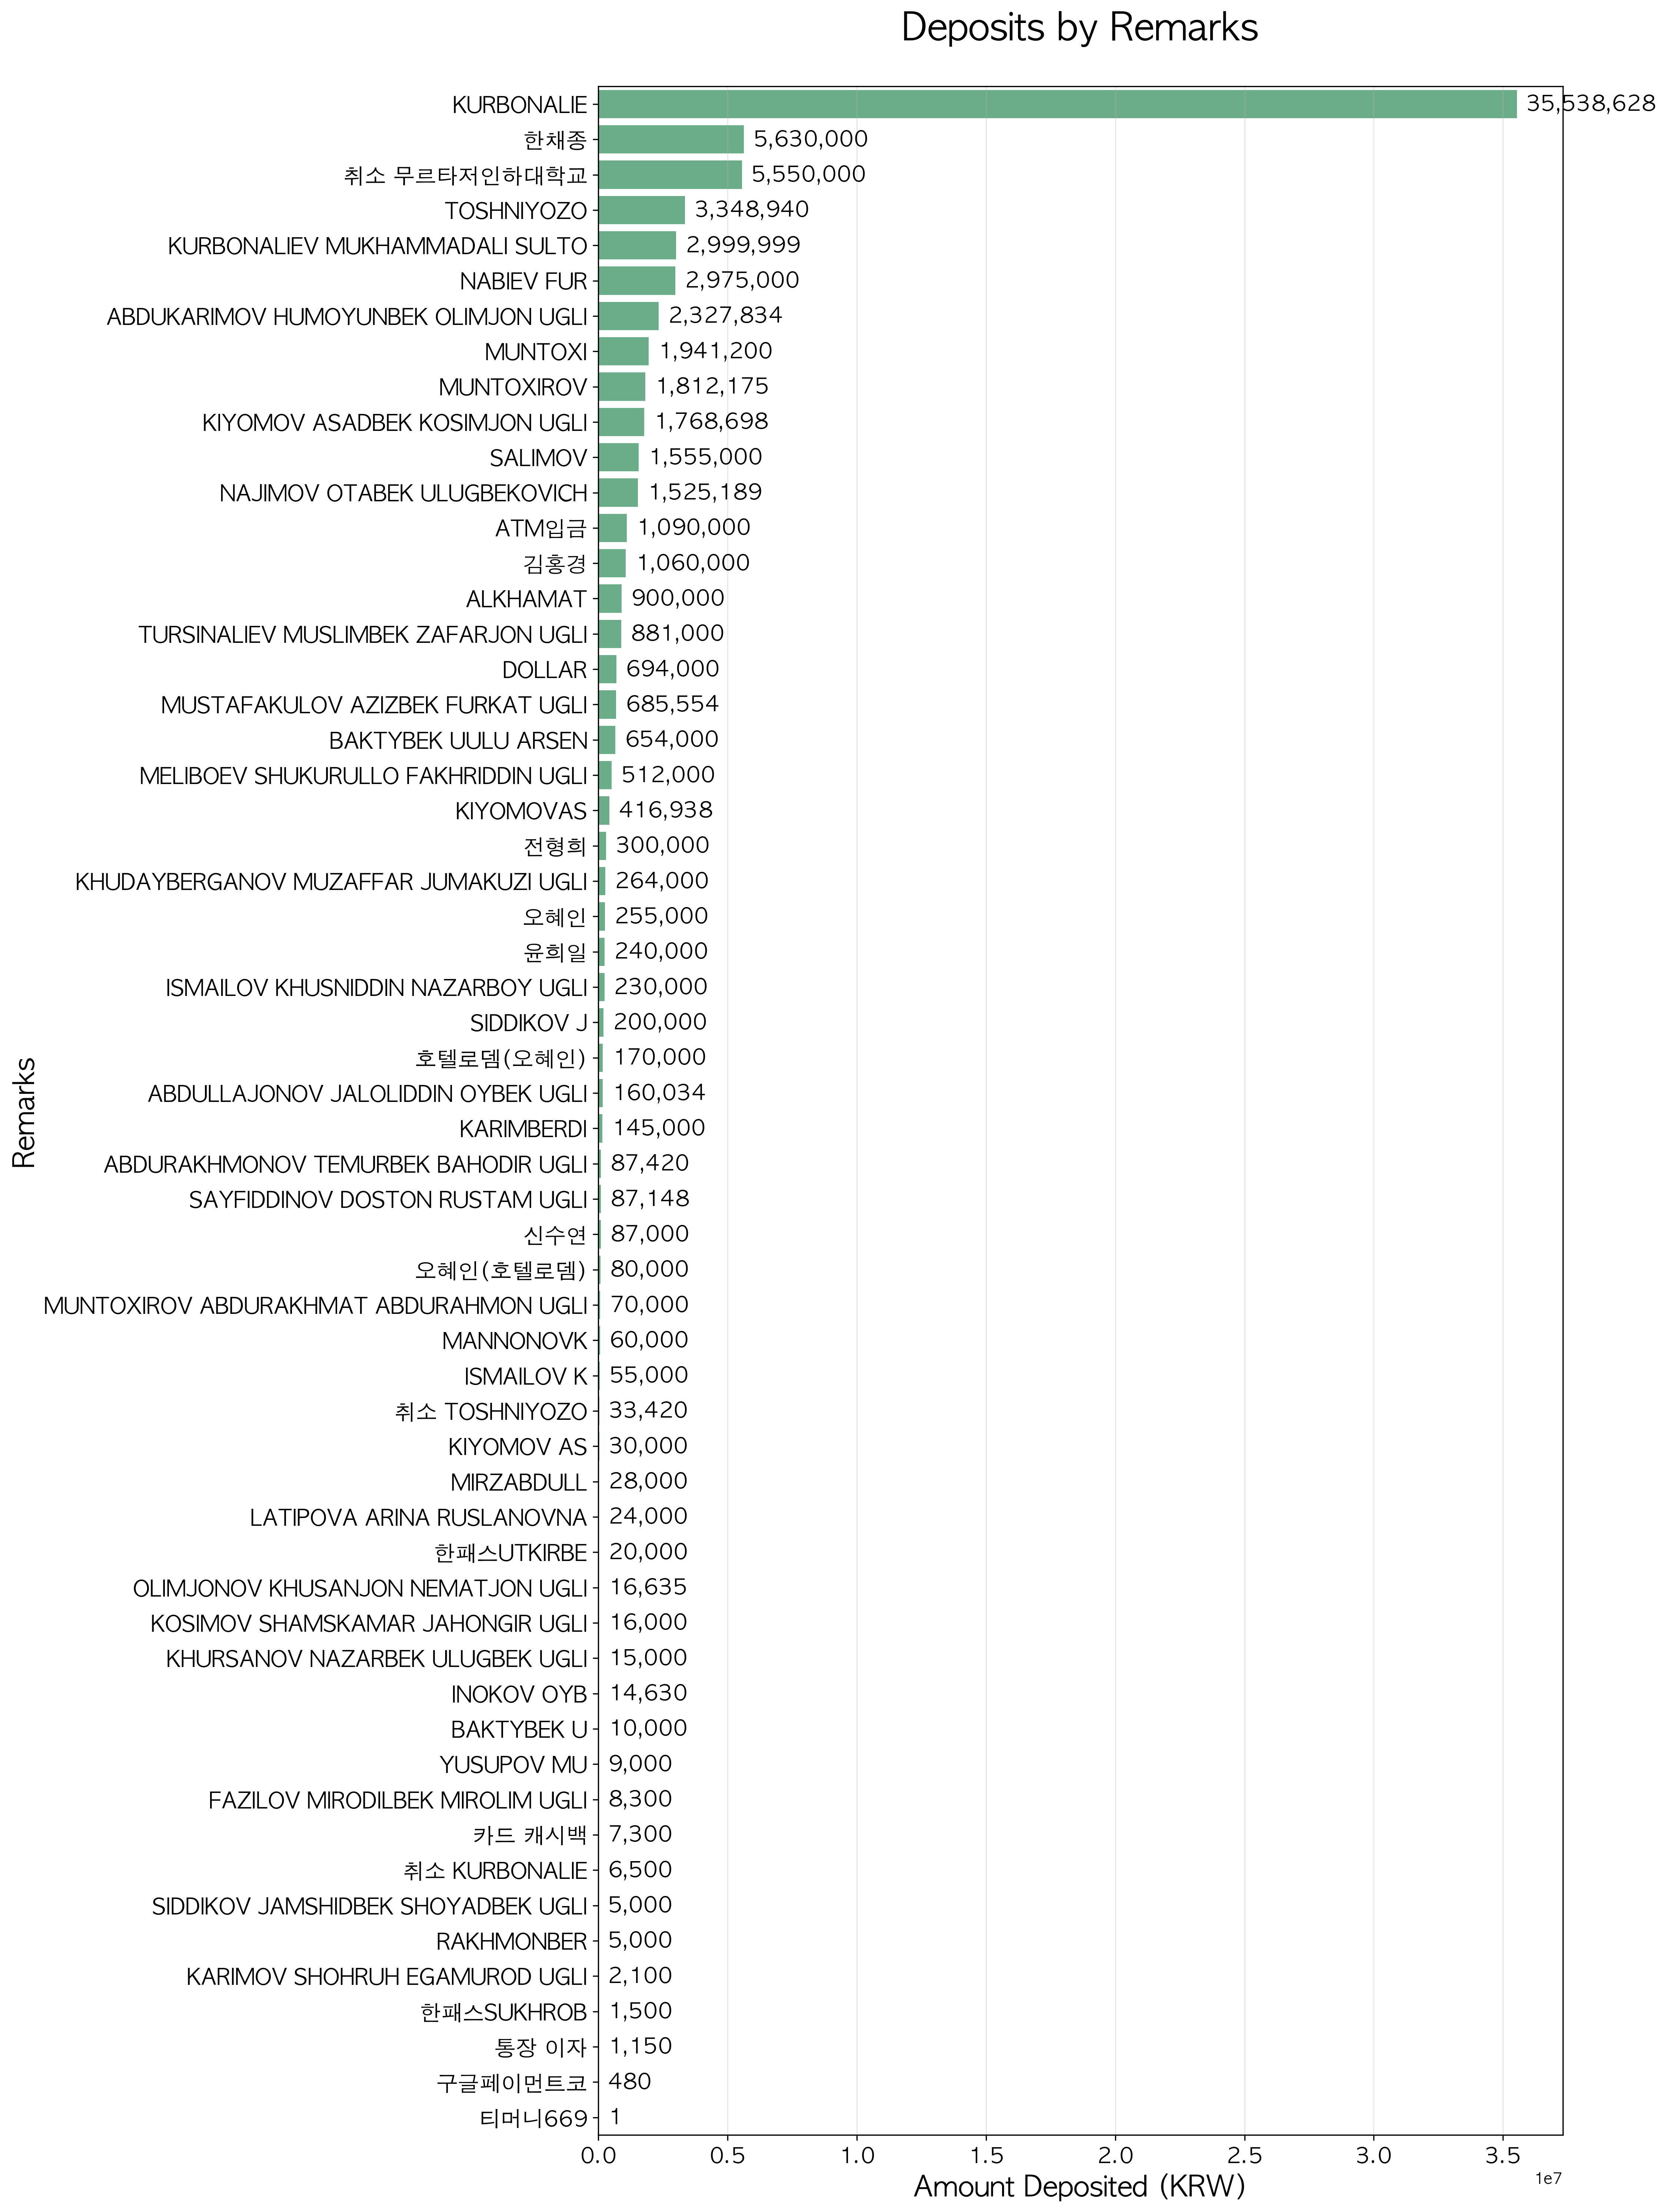 Deposits by Remarks
KURBONALIE 35,538,628
한채종 5,630,000
취소 무르타저인하대학교 5,550,000
TOSHNIYOZO 3,348,940
KURBONALIEV MUKHAMMADALI SULTO 2,999,999
NABIEV FUR 2,975,000
ABDUKARIMOV HUMOYUNBEK OLIMJON UGLI 2,327,834
MUNTOXI 1,941,200
MUNTOXIROV 1,812,175
KIYOMOV ASADBEK KOSIMJON UGLI 1,768,698
SALIMOV 1,555,000
NAJIMOV OTABEK ULUGBEKOVICH 1,525,189
ATM입금 1,090,000
김홍경 1,060,000
ALKHAMAT 900,000
TURSINALIEV MUSLIMBEK ZAFARJON UGLI 881,000
DOLLAR 694,000
MUSTAFAKULOV AZIZBEK FURKAT UGLI 685,554
BAKTYBEK UULU ARSEN 654,000
MELIBOEV SHUKURULLO FAKHRIDDIN UGLI 512,000
KIYOMOVAS 416,938
전형희 300,000
KHUDAYBERGANOV MUZAFFAR JUMAKUZI UGLI 264,000
오혜인 255,000
윤희일 240,000
ISMAILOV KHUSNIDDIN NAZARBOY UGLI 230,000
SIDDIKOV J 200,000
호텔로뎀(오혜인) 170,000
ABDULLAJONOV JALOLIDDIN OYBEK UGLI 160,034
KARIMBERDI 145,000
ABDURAKHMONOV TEMURBEK BAHODIR UGLI 87,420
SAYFIDDINOV DOSTON RUSTAM UGLI 87,148
신수연 87,000
오혜인(호텔로뎀) 80,000
MUNTOXIROV ABDURAKHMAT ABDURAHMON UGLI 70,000
MANNONOVK 60,000
ISMAILOV K 55,000
취소 TOSHNIYOZO 33,420
KIYOMOV AS 30,000
MIRZABDULL 28,000
LATIPOVA ARINA RUSLANOVNA 24,000
한패스UTKIRBE 20,000
OLIMJONOV KHUSANJON NEMATJON UGLI 16,635
KOSIMOV SHAMSKAMAR JAHONGIR UGLI 16,000
KHURSANOV NAZARBEK ULUGBEK UGLI 15,000
INOKOV OYB 14,630
BAKTYBEK U 10,000
YUSUPOV MU 9,000
FAZILOV MIRODILBEK MIROLIM UGLI 8,300
카드 캐시백 7,300
취소 KURBONALIE 6,500
SIDDIKOV JAMSHIDBEK SHOYADBEK UGLI 5,000
RAKHMONBER 5,000
KARIMOV SHOHRUH EGAMUROD UGLI 2,100
한패스SUKHROB 1,500
통장 이자 1,150
구글페이먼트코 480
티머니669 1
Remarks
0.0 0.5 1.0 1.5 2.0 2.5 3.0 3.5
1e7
Amount Deposited (KRW)